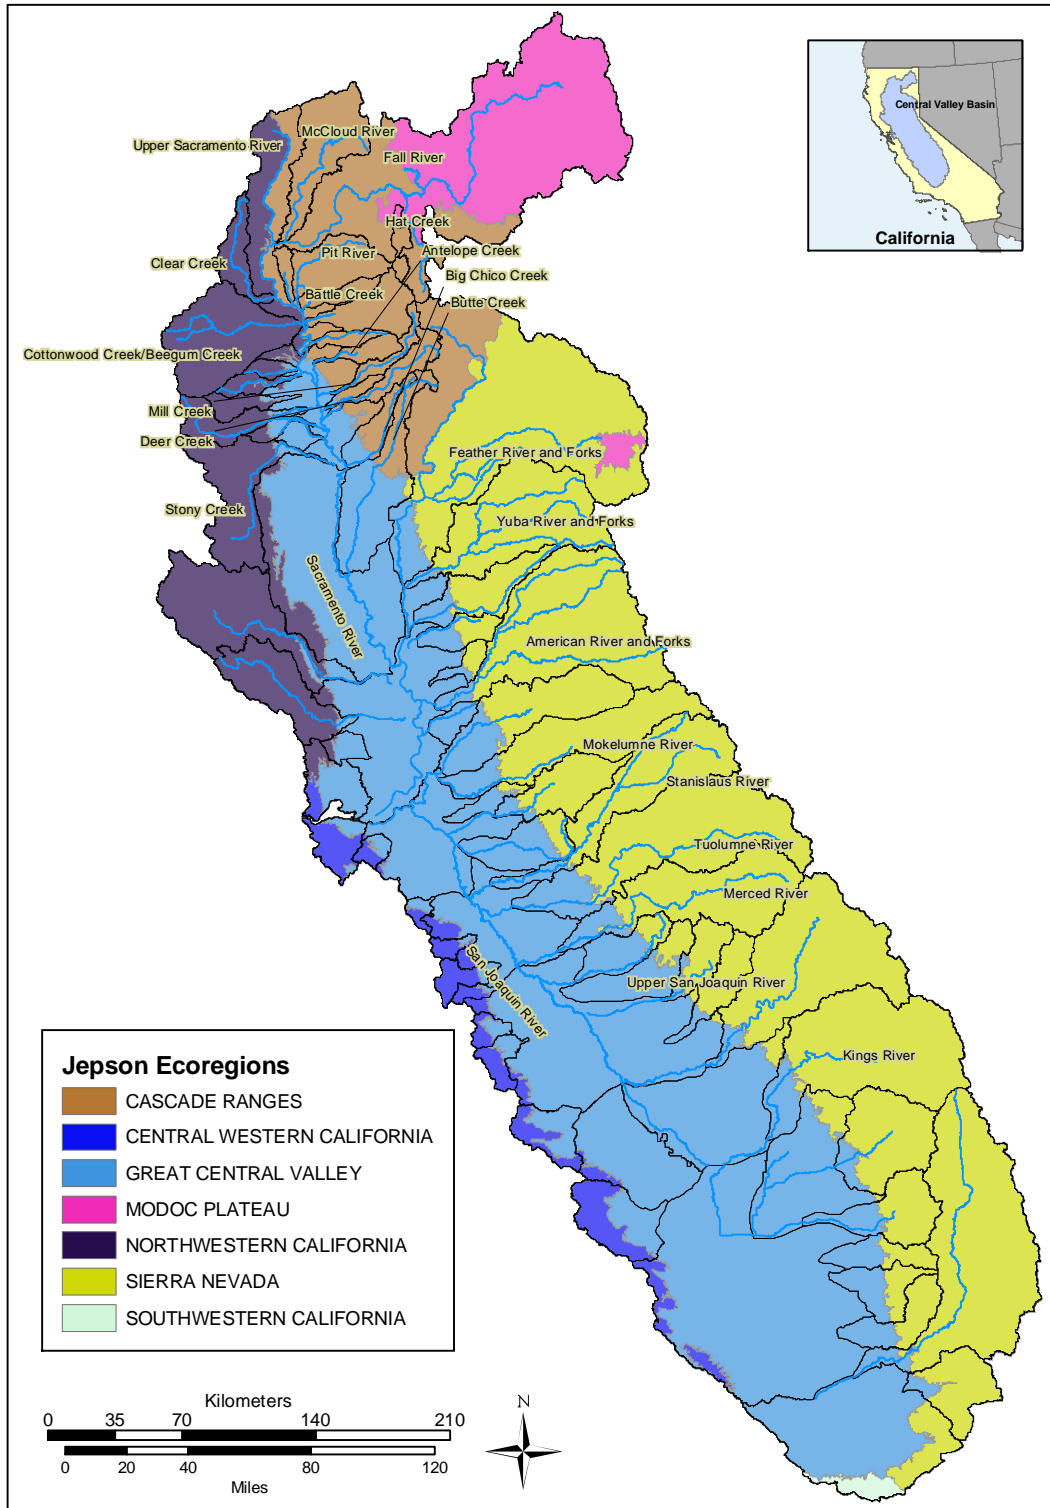 Central Valley Basin
California
McCloud River
Upper Sacramento River
Fall River
Hat Creek
Antelope Creek
Pit River
Clear Creek
Big Chico Creek
Battle Creek
Butte Creek
Cottonwood Creek/Beegum Creek
Mill Creek
Deer Creek
Feather River and Forks
Stony Creek
Yuba River and Forks
Sacramento River
American River and Forks
Mokelumne River
Stanislaus River
Tuolumne River
Merced River
San Joaquin River
Upper San Joaquin River
Kings River
Jepson Ecoregions
CASCADE RANGES
CENTRAL WESTERN CALIFORNIA
GREAT CENTRAL VALLEY
MODOC PLATEAU
NORTHWESTERN CALIFORNIA
SIERRA NEVADA
SOUTHWESTERN CALIFORNIA
Kilometers
0 35 70 140 210
0 20 40 80 120
Miles
N